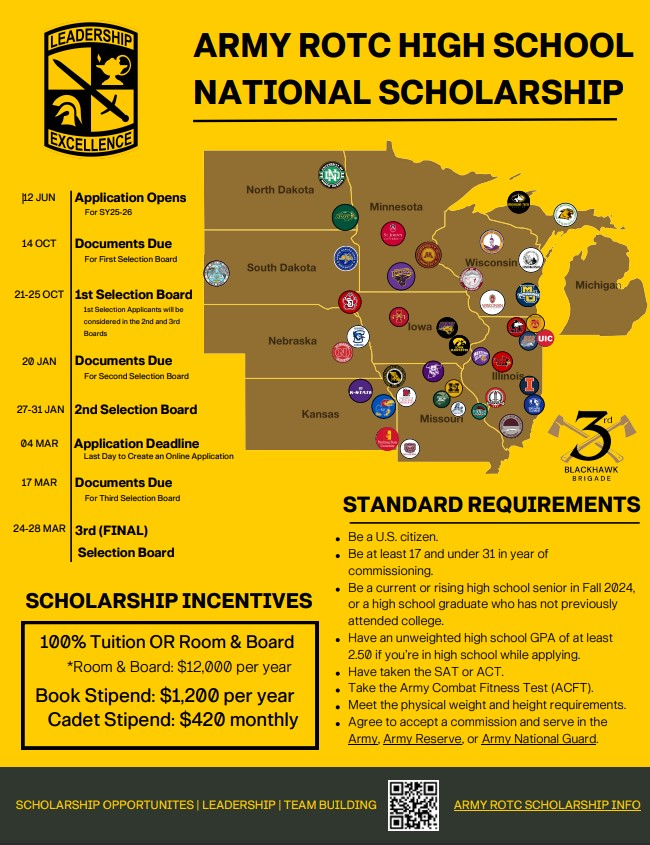 LEADERSHIP
EXCELLENCE
ARMY ROTC HIGH SCHOOL
NATIONAL SCHOLARSHIP
12 JUN Application Opens
For SY25-26
14 OCT Documents Due
For First Selection Board
21-25 OCT 1st Selection Board
1st Selection Applicants will be
considered in the 2nd and 3rd
Boards
20 JAN Documents Due
For Second Selection Board
27-31 JAN 2nd Selection Board
04 MAR Application Deadline
Last Day to Create an Online Application
17 MAR Documents Due
For Third Selection Board
24-28 MAR 3rd (FINAL)
Selection Board
North Dakota
Minnesota
South Dakota
Wisconsin
Michigan
Nebraska
Iowa
Illinois
Kansas
Missouri
UIC
K-STATE
IOWA
WISCONSIN
3rd
BLACKHAWK
BRIGADE
STANDARD REQUIREMENTS
• Be a U.S. citizen.
• Be at least 17 and under 31 in year of
commissioning.
• Be a current or rising high school senior in Fall 2024,
or a high school graduate who has not previously
attended college.
• Have an unweighted high school GPA of at least
2.50 if you're in high school while applying.
• Have taken the SAT or ACT.
• Take the Army Combat Fitness Test (ACFT).
• Meet the physical weight and height requirements.
• Agree to accept a commission and serve in the
Army, Army Reserve, or Army National Guard.
SCHOLARSHIP INCENTIVES
100% Tuition OR Room & Board
*Room & Board: $12,000 per year
Book Stipend: $1,200 per year
Cadet Stipend: $420 monthly
SCHOLARSHIP OPPORTUNITES | LEADERSHIP | TEAM BUILDING
ARMY ROTC SCHOLARSHIP INFO